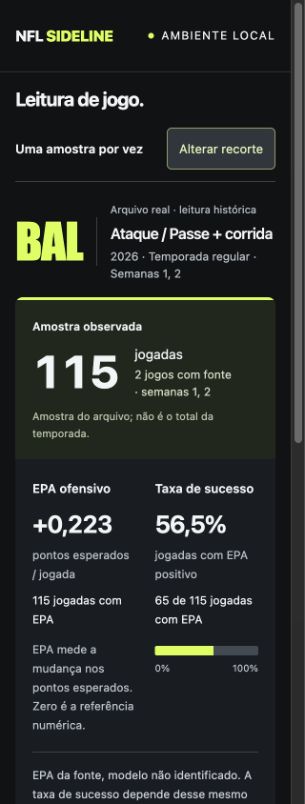 NFL SIDELINE
AMBIENTE LOCAL
Leitura de jogo.
Uma amostra por vez
Alterar recorte
BAL
Arquivo real · leitura histórica
Ataque / Passe + corrida
2026 · Temporada regular ·
Semanas 1, 2
Amostra observada
115
jogadas
2 jogos com fonte
· semanas 1, 2
Amostra do arquivo; não é o total da
temporada.
EPA ofensivo
+0,223
pontos esperados
/ jogada
115 jogadas com
EPA
EPA mede a
mudança nos
pontos esperados.
Zero é a referência
numérica.
Taxa de sucesso
56,5%
jogadas com EPA
positivo
65 de 115 jogadas
com EPA
0%
100%
EPA da fonte, modelo não identificado. A
taxa de sucesso depende desse mesmo